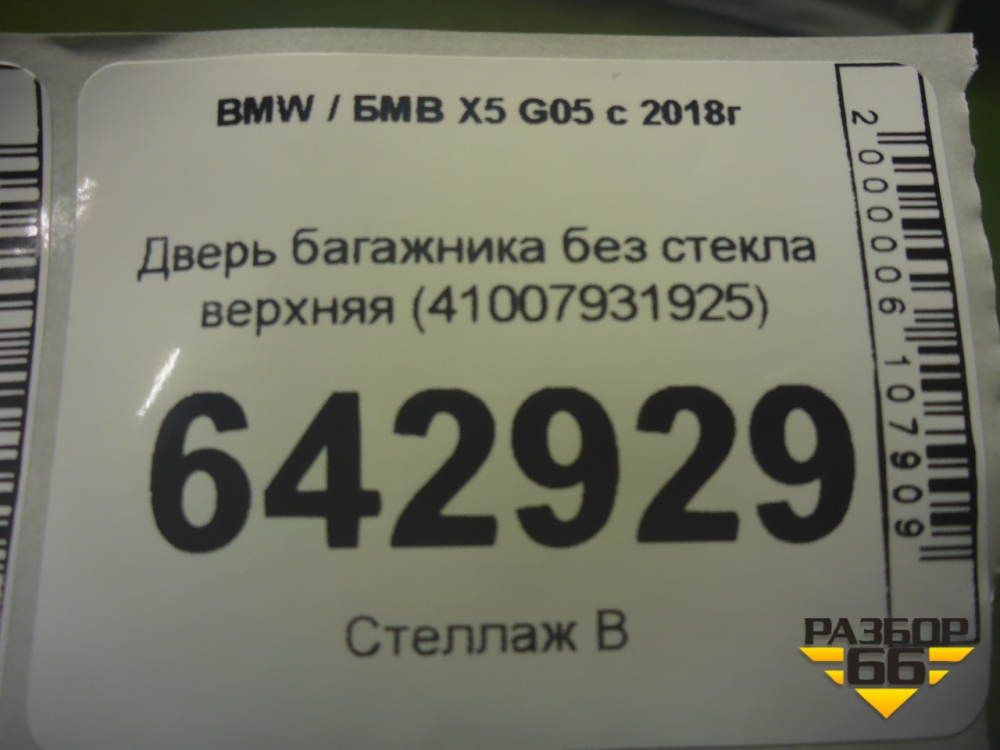 BMW / БМВ X5 G05 с 2018г
Дверь багажника без стекла
верхняя (41007931925)
642929
Стеллаж В
2000006107909
РАЗБОР
66